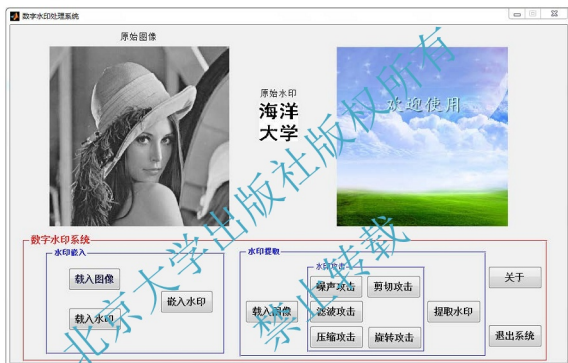 数字水印处理系统
原始图像
原始水印
海洋
大学
欢迎使用
数字水印系统
水印嵌入
载入图像
载入水印
嵌入水印
水印提取
载入图像
水印攻击
噪声攻击
剪切攻击
滤波攻击
压缩攻击
旋转攻击
提取水印
关于
退出系统
北京大学出版社版权所有
禁止转载